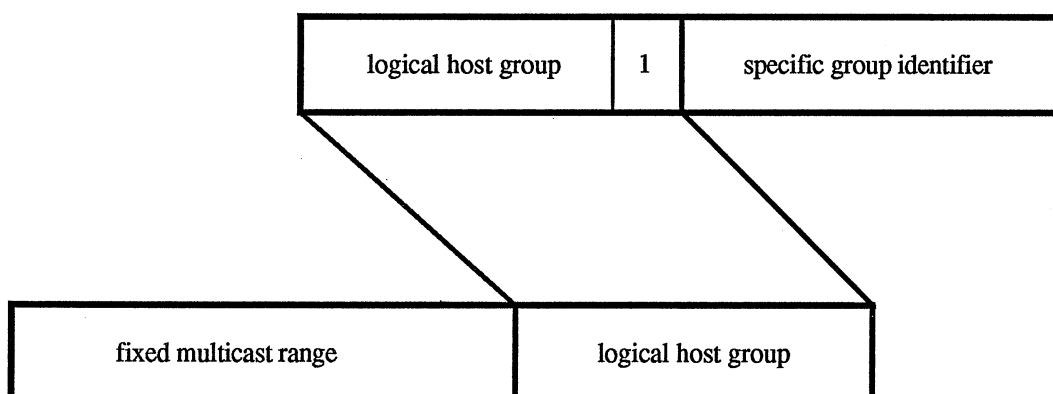 logical host group 1 specific group identifier
fixed multicast range logical host group